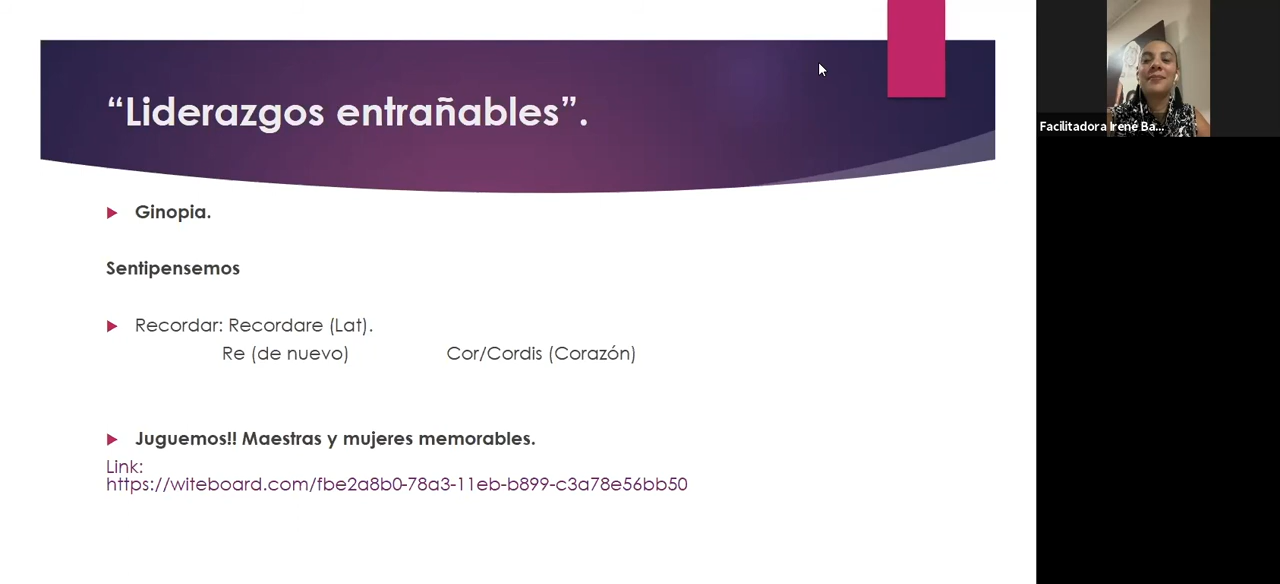 “Liderazgos entrañables”.
Ginopia.
Sentipensemos
Recordar: Recordare (Lat).
Re (de nuevo) Cor/Cordis (Corazón)
Juguemos!! Maestras y mujeres memorables.
Link:
https://witeboard.com/fbe2a8b0-78a3-11eb-b899-c3a78e56bb50
Facilitadora Irene Ba...